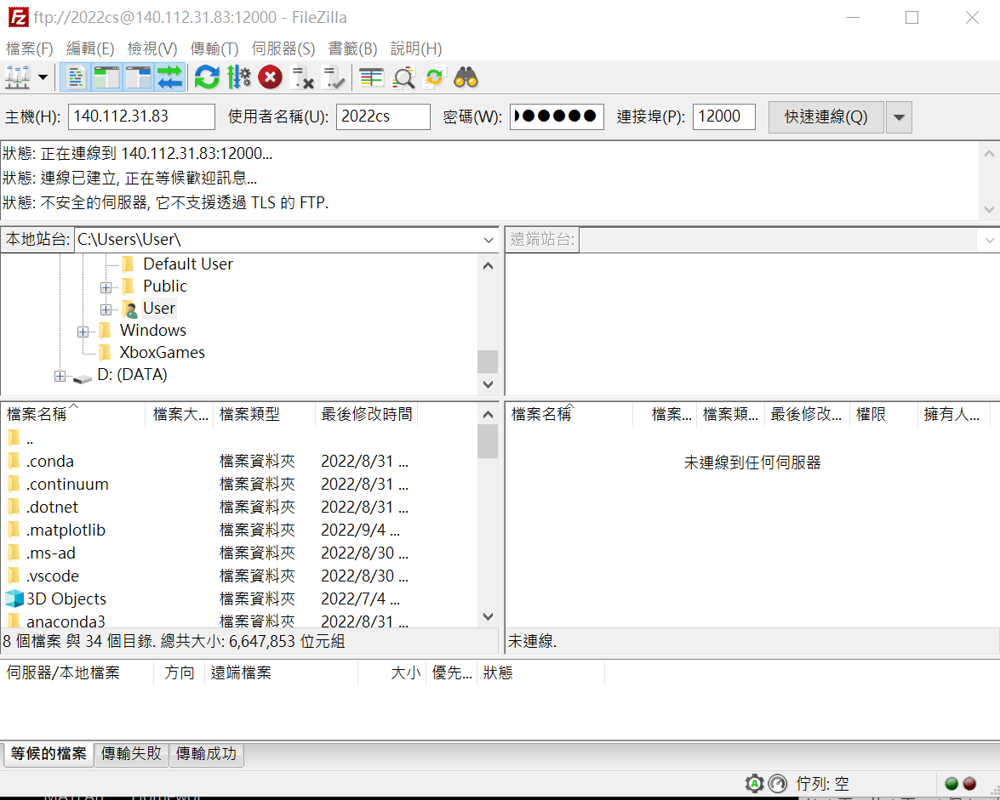 ftp://2022cs@140.112.31.83:12000 - FileZilla
檔案(F) 編輯(E) 檢視(V) 傳輸(T) 伺服器(S) 書籤(B) 說明(H)
主機(H): 140.112.31.83 使用者名稱(U): 2022cs 密碼(W): ●●●●●● 連接埠(P): 12000 快速連線(Q)
狀態: 正在連線到 140.112.31.83:12000...
狀態: 連線已建立, 正在等候歡迎訊息...
狀態: 不安全的伺服器, 它不支援透過 TLS 的 FTP.
本地站台: C:\Users\User\ 遠端站台:
Default User
Public
User
Windows
XboxGames
D: (DATA)
檔案名稱 檔案大... 檔案類型 最後修改時間
..
.conda 檔案資料夾 2022/8/31 ...
.continuum 檔案資料夾 2022/8/31 ...
.dotnet 檔案資料夾 2022/8/31 ...
.matplotlib 檔案資料夾 2022/9/4 ...
.ms-ad 檔案資料夾 2022/8/30 ...
.vscode 檔案資料夾 2022/8/30 ...
3D Objects 檔案資料夾 2022/7/4 ...
anaconda3 檔案資料夾 2022/8/31 ...
8 個檔案 與 34 個目錄. 總共大小: 6,647,853 位元組
檔案名稱 檔案... 檔案類... 最後修改... 權限 擁有人...
未連線到任何伺服器
未連線.
伺服器/本地檔案 方向 遠端檔案 大小 優先... 狀態
等候的檔案 傳輸失敗 傳輸成功
佇列: 空